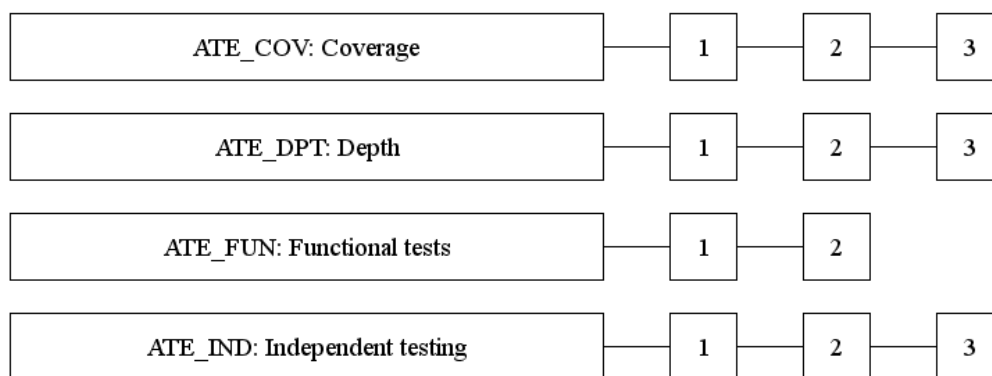 ATE_COV: Coverage 1 2 3
ATE_DPT: Depth 1 2 3
ATE_FUN: Functional tests 1 2
ATE_IND: Independent testing 1 2 3